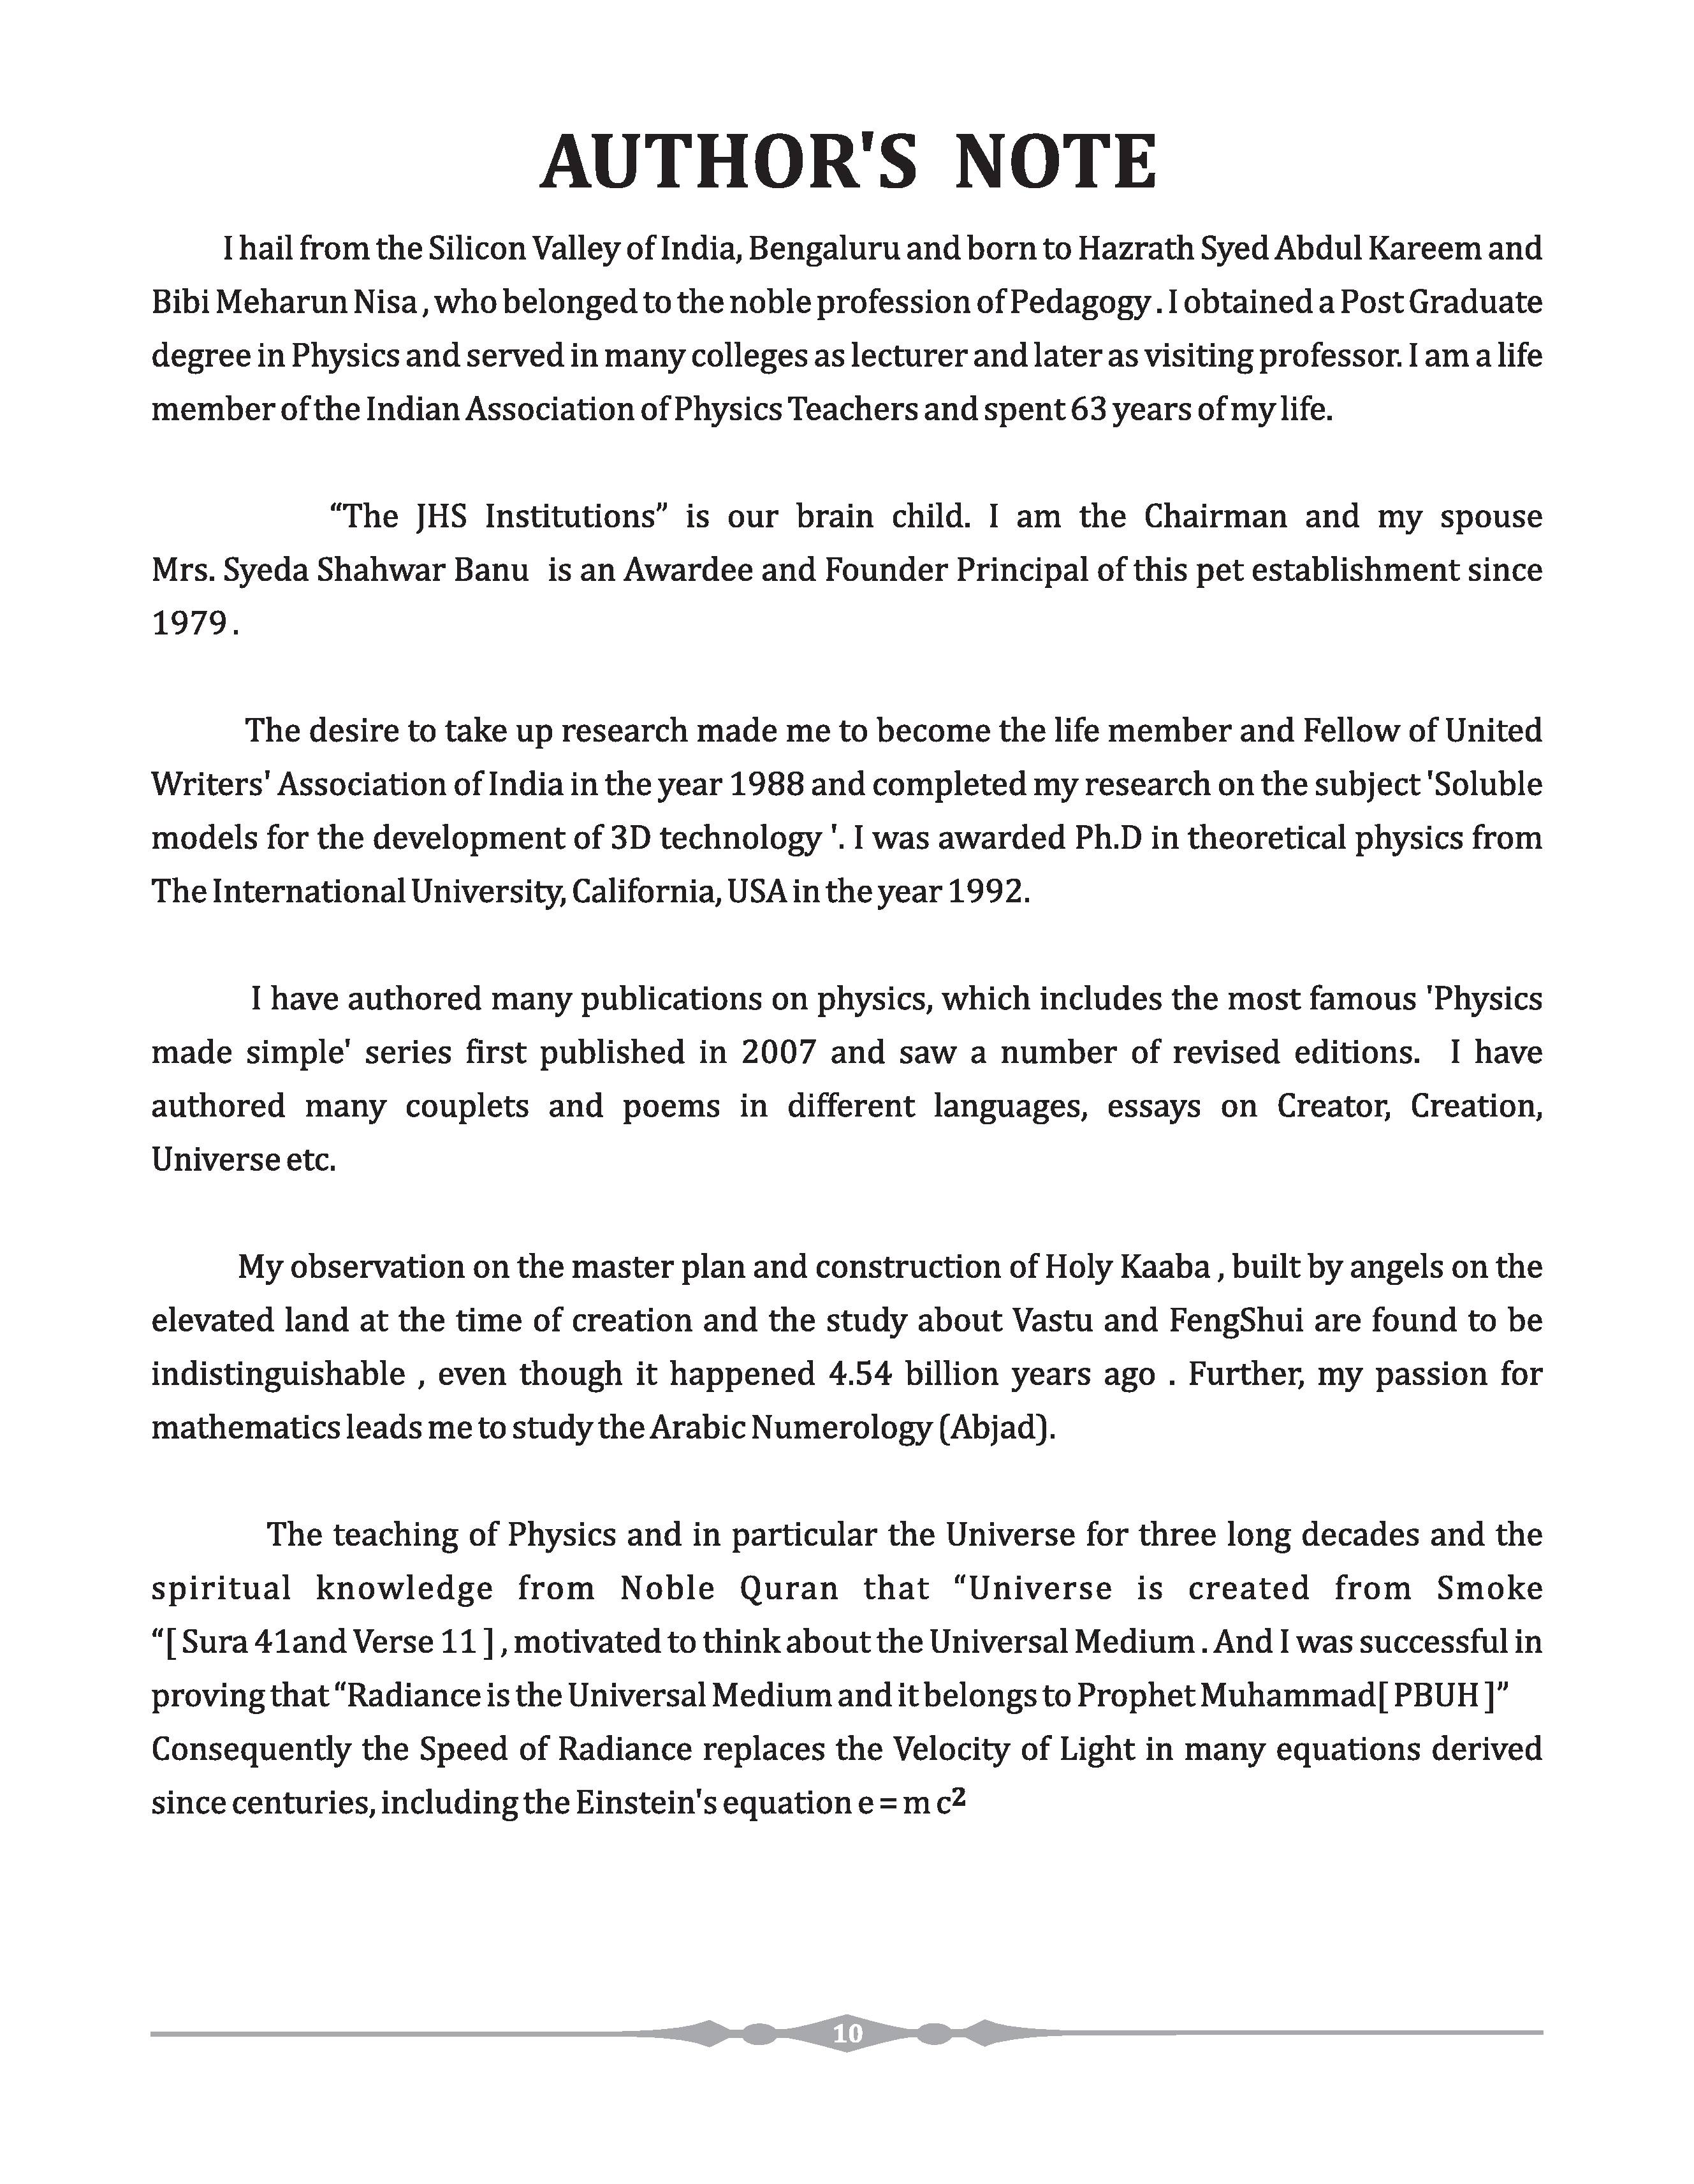 AUTHOR'S NOTE
I hail from the Silicon Valley of India, Bengaluru and born to Hazrath Syed Abdul Kareem and
Bibi Meharun Nisa , who belonged to the noble profession of Pedagogy . I obtained a Post Graduate
degree in Physics and served in many colleges as lecturer and later as visiting professor. I am a life
member of the Indian Association of Physics Teachers and spent 63 years of my life.
“The JHS Institutions” is our brain child. I am the Chairman and my spouse
Mrs. Syeda Shahwar Banu is an Awardee and Founder Principal of this pet establishment since
1979 .
The desire to take up research made me to become the life member and Fellow of United
Writers' Association of India in the year 1988 and completed my research on the subject 'Soluble
models for the development of 3D technology '. I was awarded Ph.D in theoretical physics from
The International University, California, USA in the year 1992.
I have authored many publications on physics, which includes the most famous 'Physics
made simple' series first published in 2007 and saw a number of revised editions. I have
authored many couplets and poems in different languages, essays on Creator, Creation,
Universe etc.
My observation on the master plan and construction of Holy Kaaba , built by angels on the
elevated land at the time of creation and the study about Vastu and FengShui are found to be
indistinguishable , even though it happened 4.54 billion years ago . Further, my passion for
mathematics leads me to study the Arabic Numerology (Abjad).
The teaching of Physics and in particular the Universe for three long decades and the
spiritual knowledge from Noble Quran that “Universe is created from Smoke
“[ Sura 41and Verse 11 ] , motivated to think about the Universal Medium . And I was successful in
proving that “Radiance is the Universal Medium and it belongs to Prophet Muhammad[ PBUH ]”
Consequently the Speed of Radiance replaces the Velocity of Light in many equations derived
since centuries, including the Einstein's equation e = m c²
10